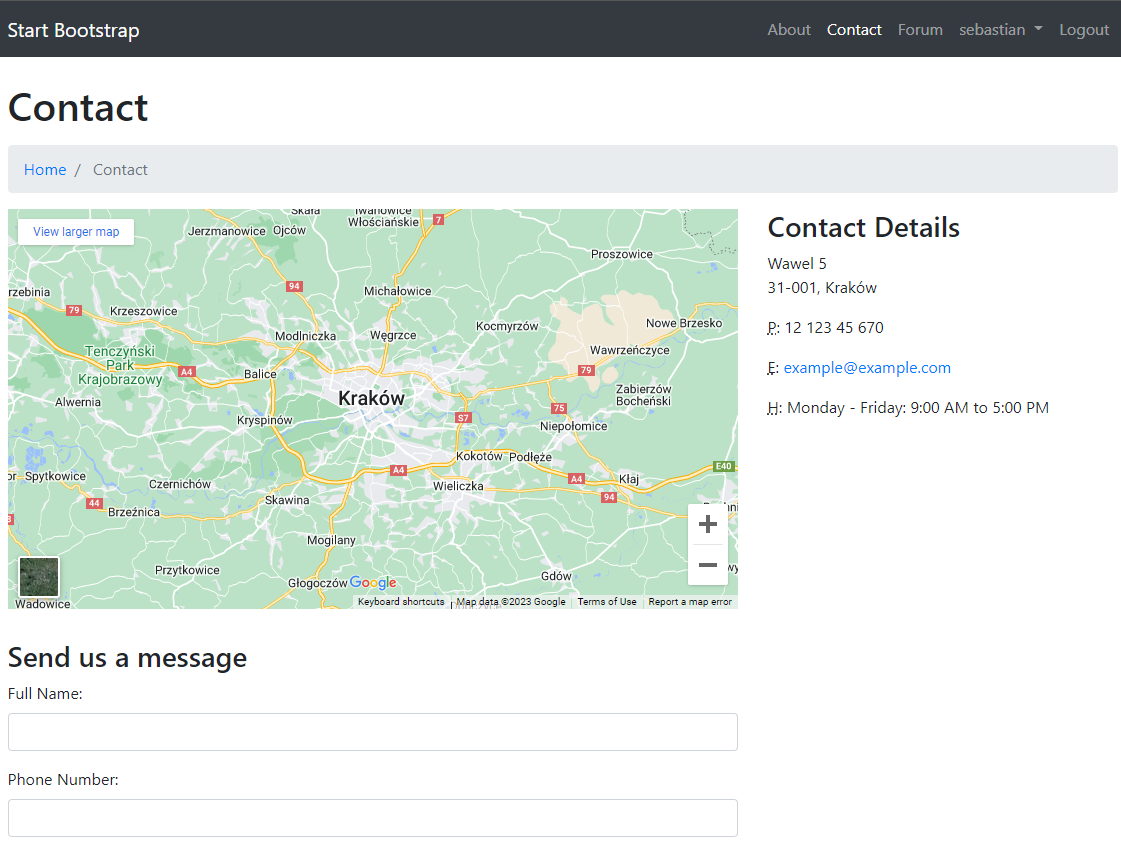 Start Bootstrap
About Contact Forum sebastian Logout
Contact
Home / Contact
View larger map
Skała
Iwanowice
Włościańskie
7
Jerzmanowice
Ojców
Proszowice
94
Michałowice
rzebinia
79
Krzeszowice
Kocmyrzów
Nowe Brzesko
Modlniczka
Węgrzce
Wawrzeńczyce
Tenczyński
Park
Krajobrazowy
A4
Balice
79
Zabierzów
Bocheński
Alwernia
Kraków
75
S7
Kryspinów
Niepołomice
Kokotów
Podłęże
E40
A4
or Spytkowice
Czernichów
Wieliczka
A4
Kłaj
94
Skawina
44
Brzeźnica
Mogilany
Przytkowice
Głogoczów
Google
Gdów
Wadowice
Keyboard shortcuts
Map data ©2023 Google
Terms of Use
Report a map error
Contact Details
Wawel 5
31-001, Kraków
P: 12 123 45 670
E: example@example.com
H: Monday - Friday: 9:00 AM to 5:00 PM
Send us a message
Full Name:
Phone Number: